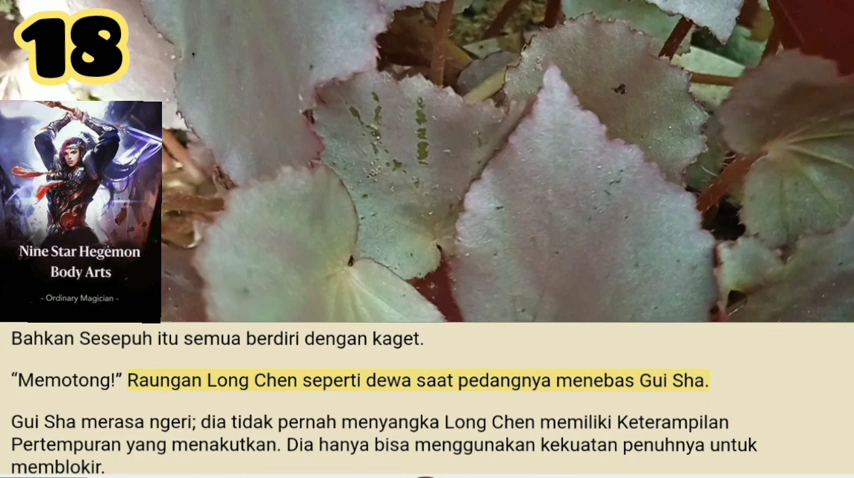 18
Nine Star Hegemon
Body Arts
- Ordinary Magician -
Bahkan Sesepuh itu semua berdiri dengan kaget.
“Memotong!” Raungan Long Chen seperti dewa saat pedangnya menebas Gui Sha.
Gui Sha merasa ngeri; dia tidak pernah menyangka Long Chen memiliki Keterampilan
Pertempuran yang menakutkan. Dia hanya bisa menggunakan kekuatan penuhnya untuk
memblokir.